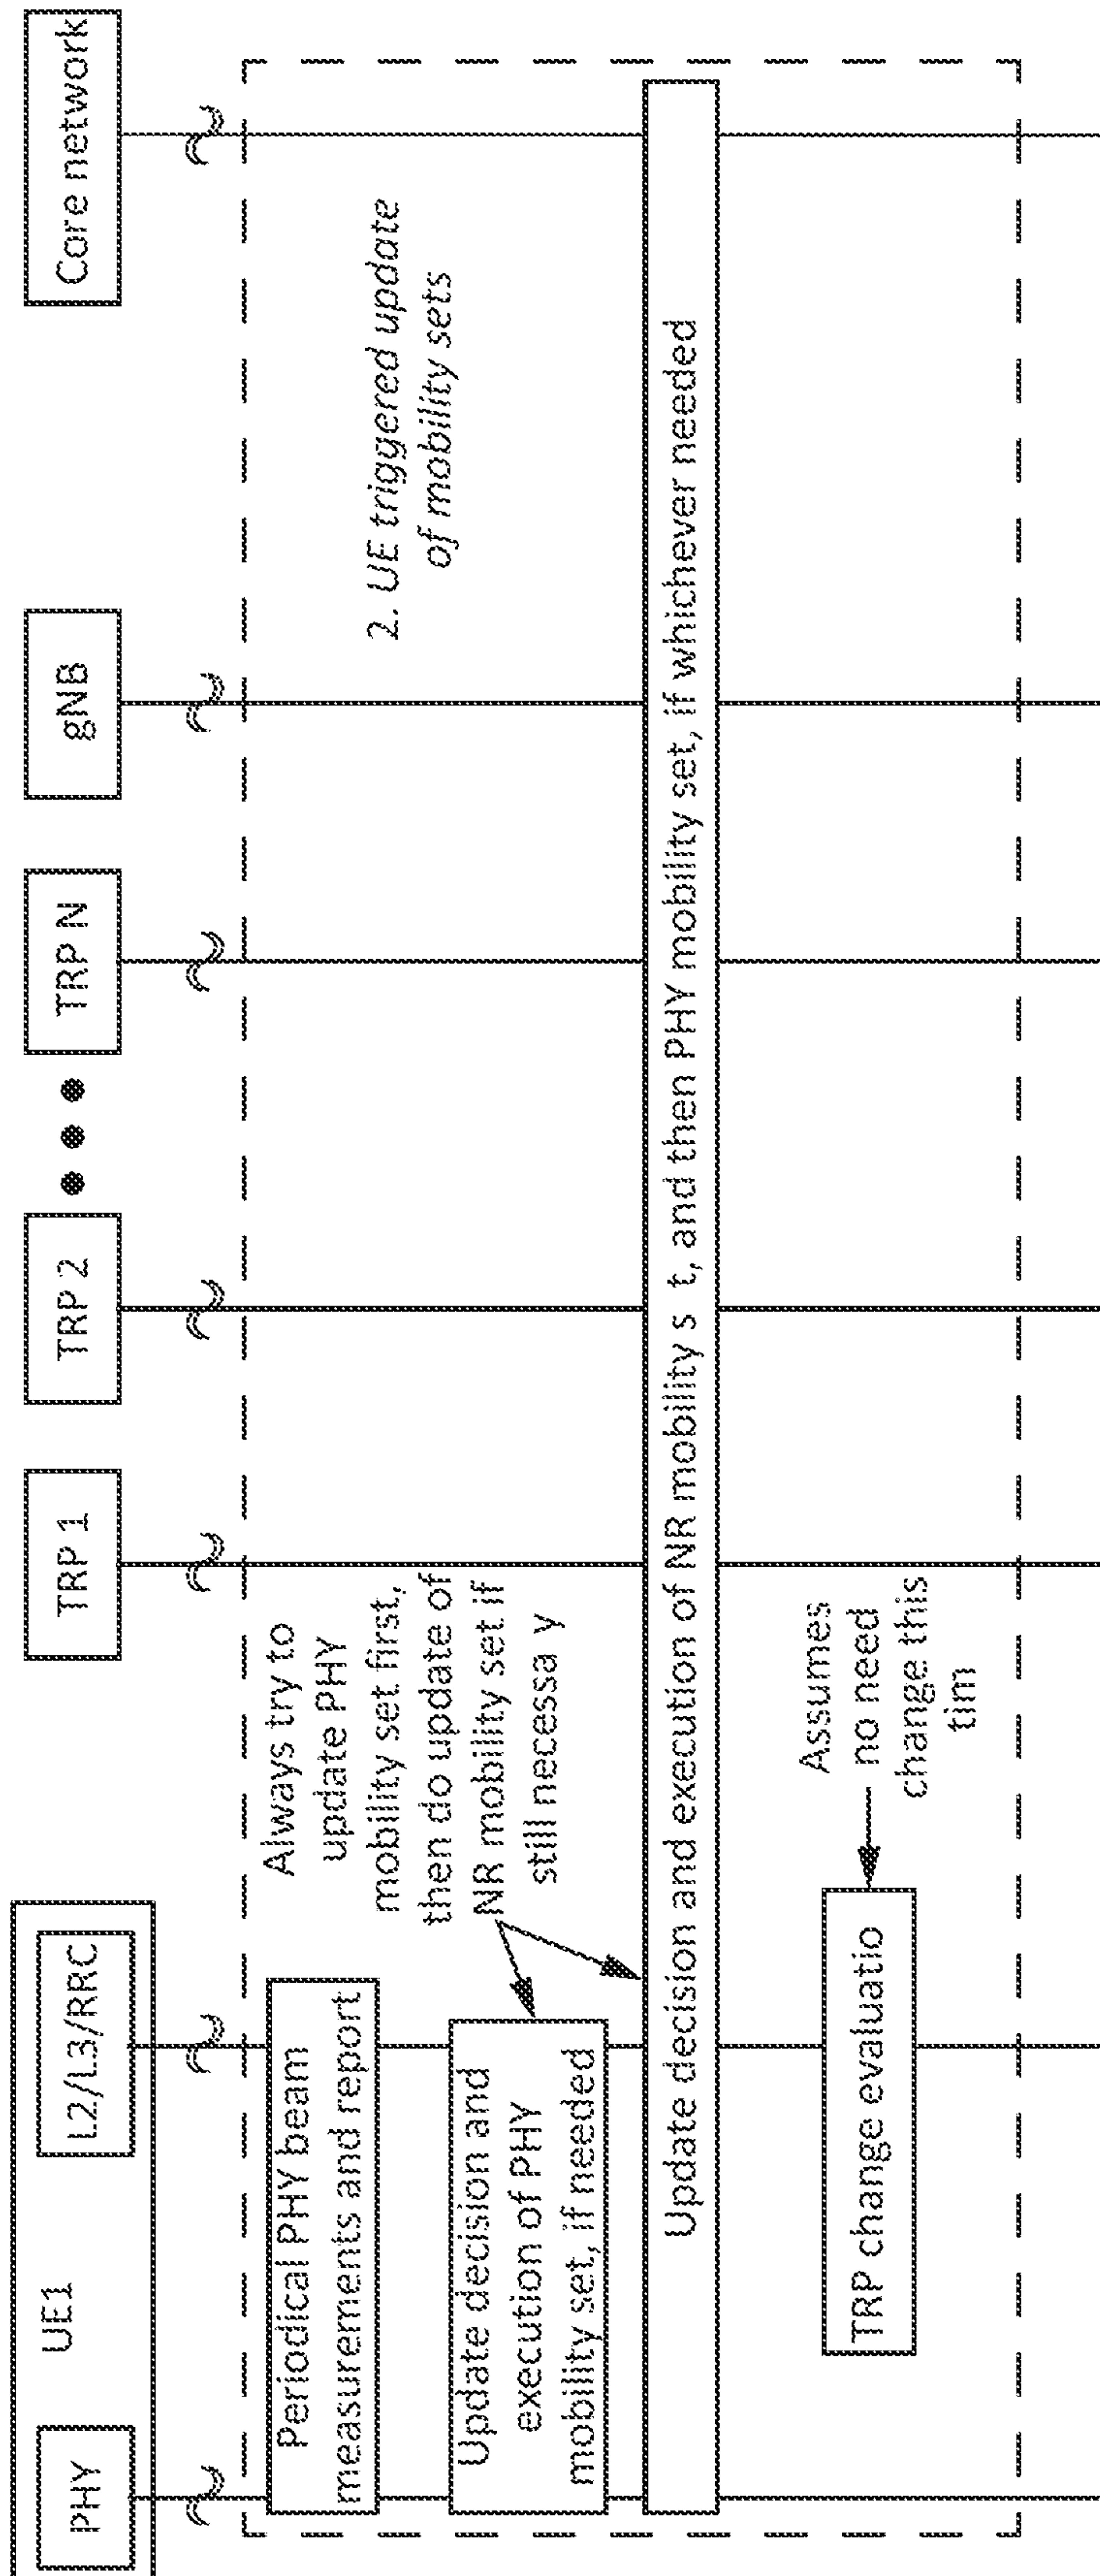 UE1
PHY
L2/L3/RRC
TRP 1
TRP 2
TRP N
gNB
Core network
Periodical PHY beam
measurements and report
Always try to
update PHY
mobility set first,
then do update of
NR mobility set if
still necessa y
2. UE triggered update
of mobility sets
Update decision and
execution of PHY
mobility set, if needed
Update decision and execution of NR mobility s t, and then PHY mobility set, if whichever needed
TRP change evaluatio
Assumes
no need
change this
tim